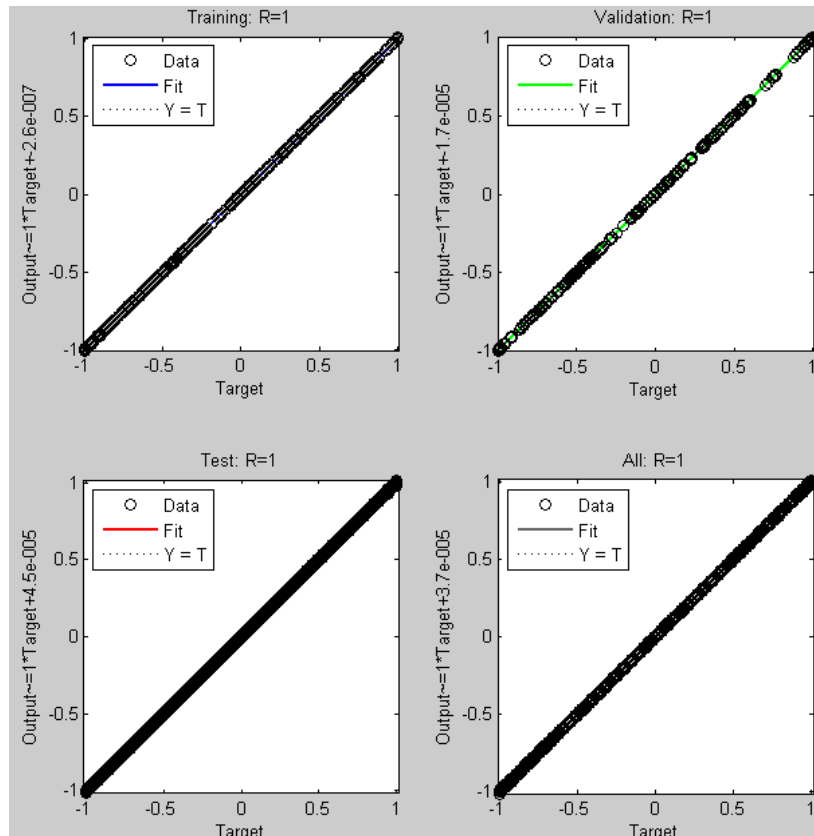 Training: R=1
Data
Fit
Y = T
Output~=1*Target+-2.6e-007
1
0.5
0
-0.5
-1
-1 -0.5 0 0.5 1
Target
Validation: R=1
Data
Fit
Y = T
Output~=1*Target+-1.7e-005
1
0.5
0
-0.5
-1
-1 -0.5 0 0.5 1
Target
Test: R=1
Data
Fit
Y = T
Output~=1*Target+4.5e-005
1
0.5
0
-0.5
-1
-1 -0.5 0 0.5 1
Target
All: R=1
Data
Fit
Y = T
Output~=1*Target+3.7e-005
1
0.5
0
-0.5
-1
-1 -0.5 0 0.5 1
Target